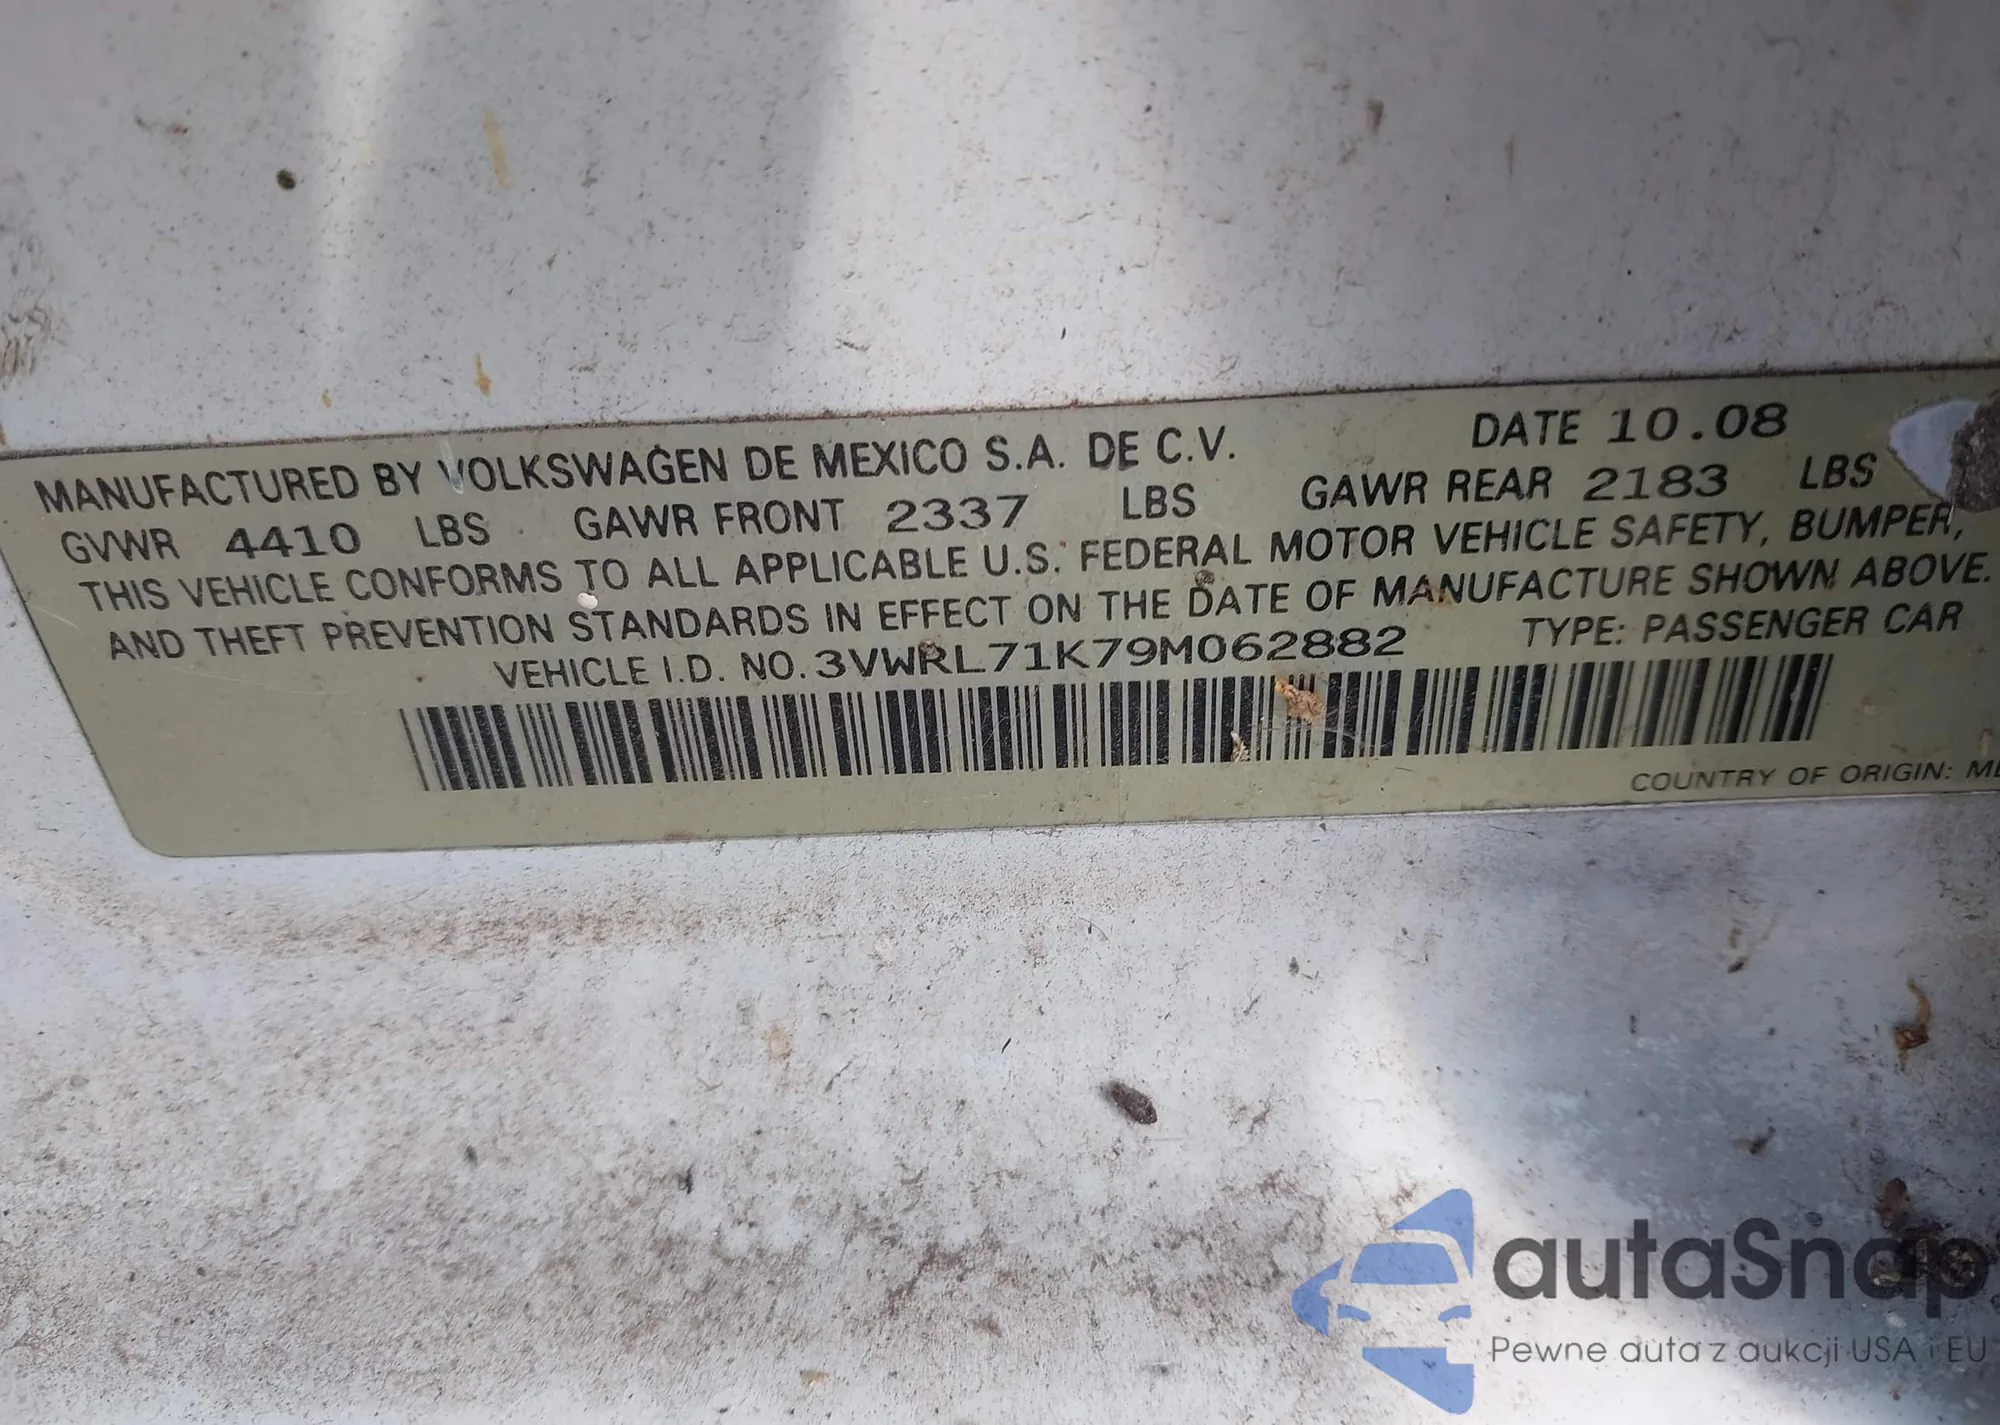 MANUFACTURED BY VOLKSWAGEN DE MEXICO S.A. DE C.V. DATE 10.08
GVWR 4410 LBS GAWR FRONT 2337 LBS GAWR REAR 2183 LBS
THIS VEHICLE CONFORMS TO ALL APPLICABLE U.S. FEDERAL MOTOR VEHICLE SAFETY, BUMPER,
AND THEFT PREVENTION STANDARDS IN EFFECT ON THE DATE OF MANUFACTURE SHOWN ABOVE.
VEHICLE I.D. NO. 3VWRL71K79M062882 TYPE: PASSENGER CAR
COUNTRY OF ORIGIN:
autaSnap
Pewne auta z aukcji USA i EU